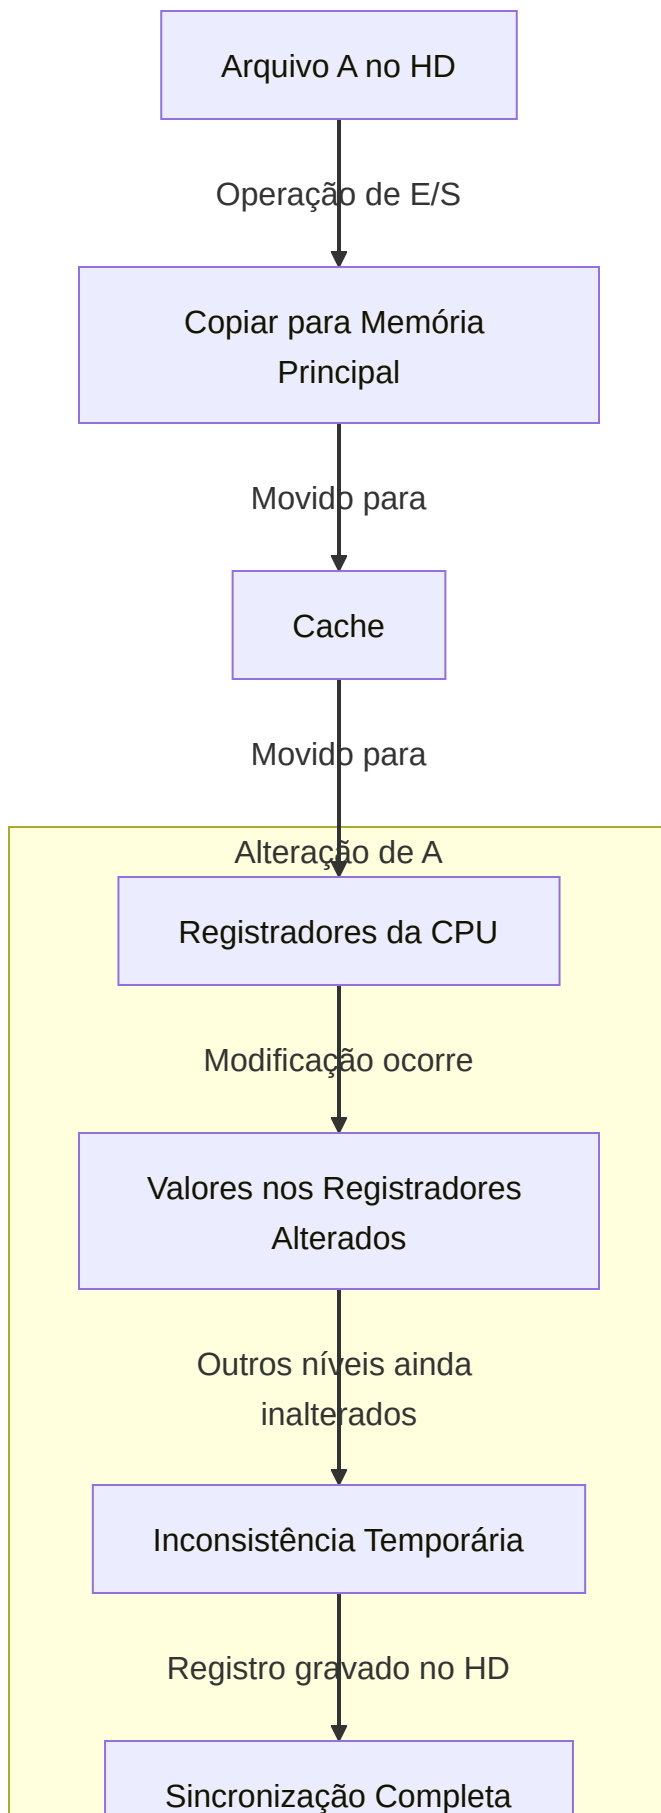 Arquivo A no HD
Operação de E/S
Copiar para Memória
Principal
Movido para
Cache
Movido para
Alteração de A
Registradores da CPU
Modificação ocorre
Valores nos Registradores
Alterados
Outros níveis ainda
inalterados
Inconsistência Temporária
Registro gravado no HD
Sincronização Completa